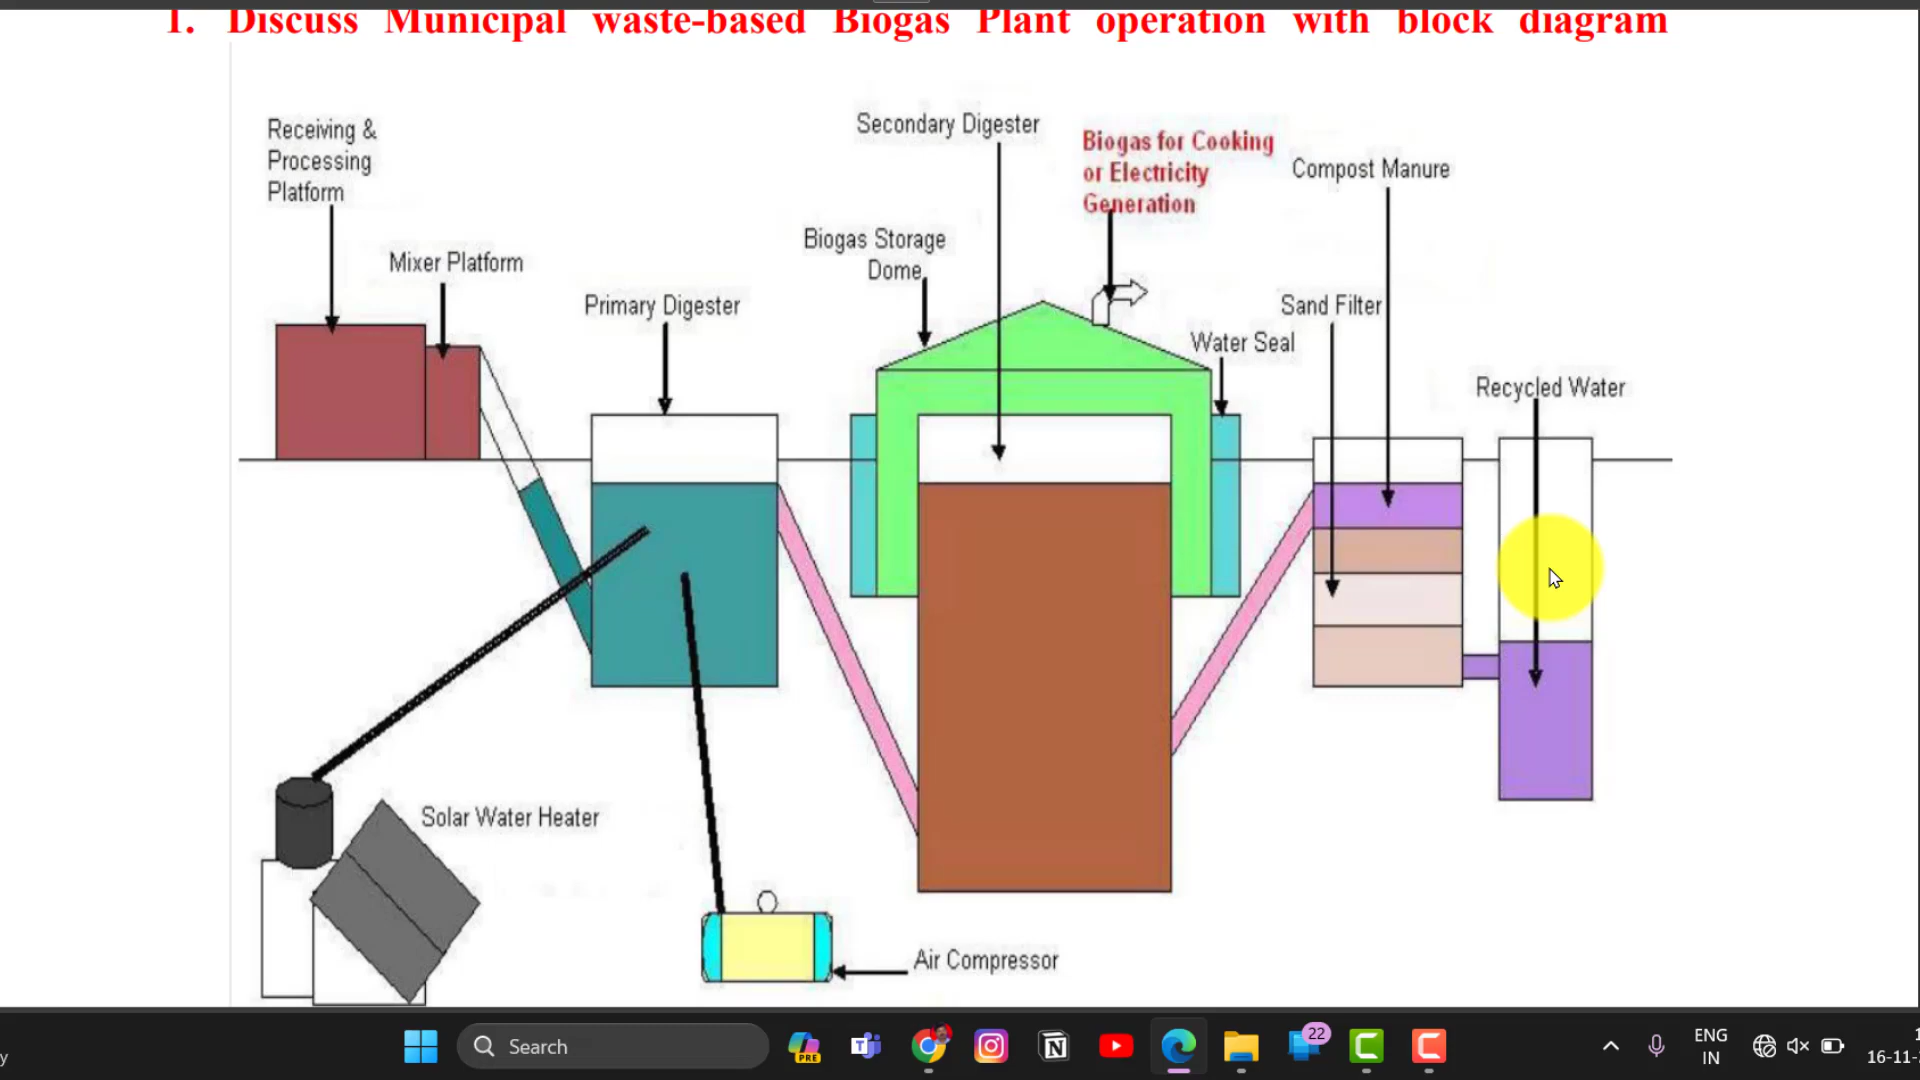 1. Discuss Municipal waste-based Biogas Plant operation with block diagram
Receiving &
Processing
Platform
Mixer Platform
Primary Digester
Secondary Digester
Biogas Storage
Dome
Biogas for Cooking
or Electricity
Generation
Compost Manure
Sand Filter
Water Seal
Recycled Water
Solar Water Heater
Air Compressor
Search
PRE
22
ENG
IN
16-11-